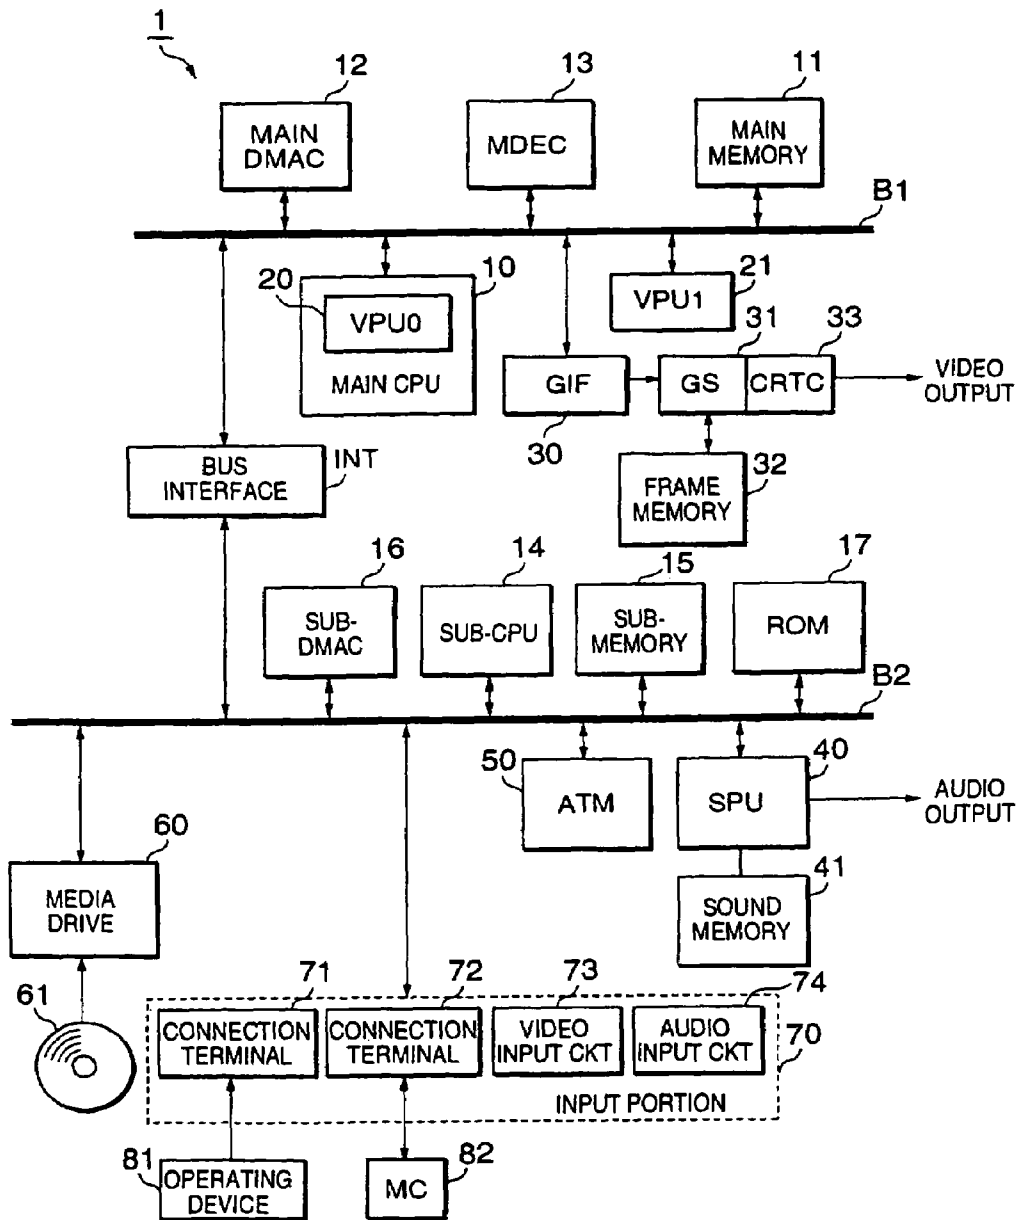 1
12
13
11
MAIN
DMAC
MDEC
MAIN
MEMORY
B1
20
10
21
VPU0
MAIN CPU
VPU1
31
33
GIF
GS
CRTC
VIDEO
OUTPUT
30
BUS
INTERFACE
INT
32
FRAME
MEMORY
16
14
15
17
SUB-
DMAC
SUB-CPU
SUB-
MEMORY
ROM
B2
50
40
ATM
SPU
AUDIO
OUTPUT
60
41
MEDIA
DRIVE
SOUND
MEMORY
61
71
72
73
74
CONNECTION
TERMINAL
CONNECTION
TERMINAL
VIDEO
INPUT CKT
AUDIO
INPUT CKT
70
INPUT PORTION
81
OPERATING
DEVICE
82
MC